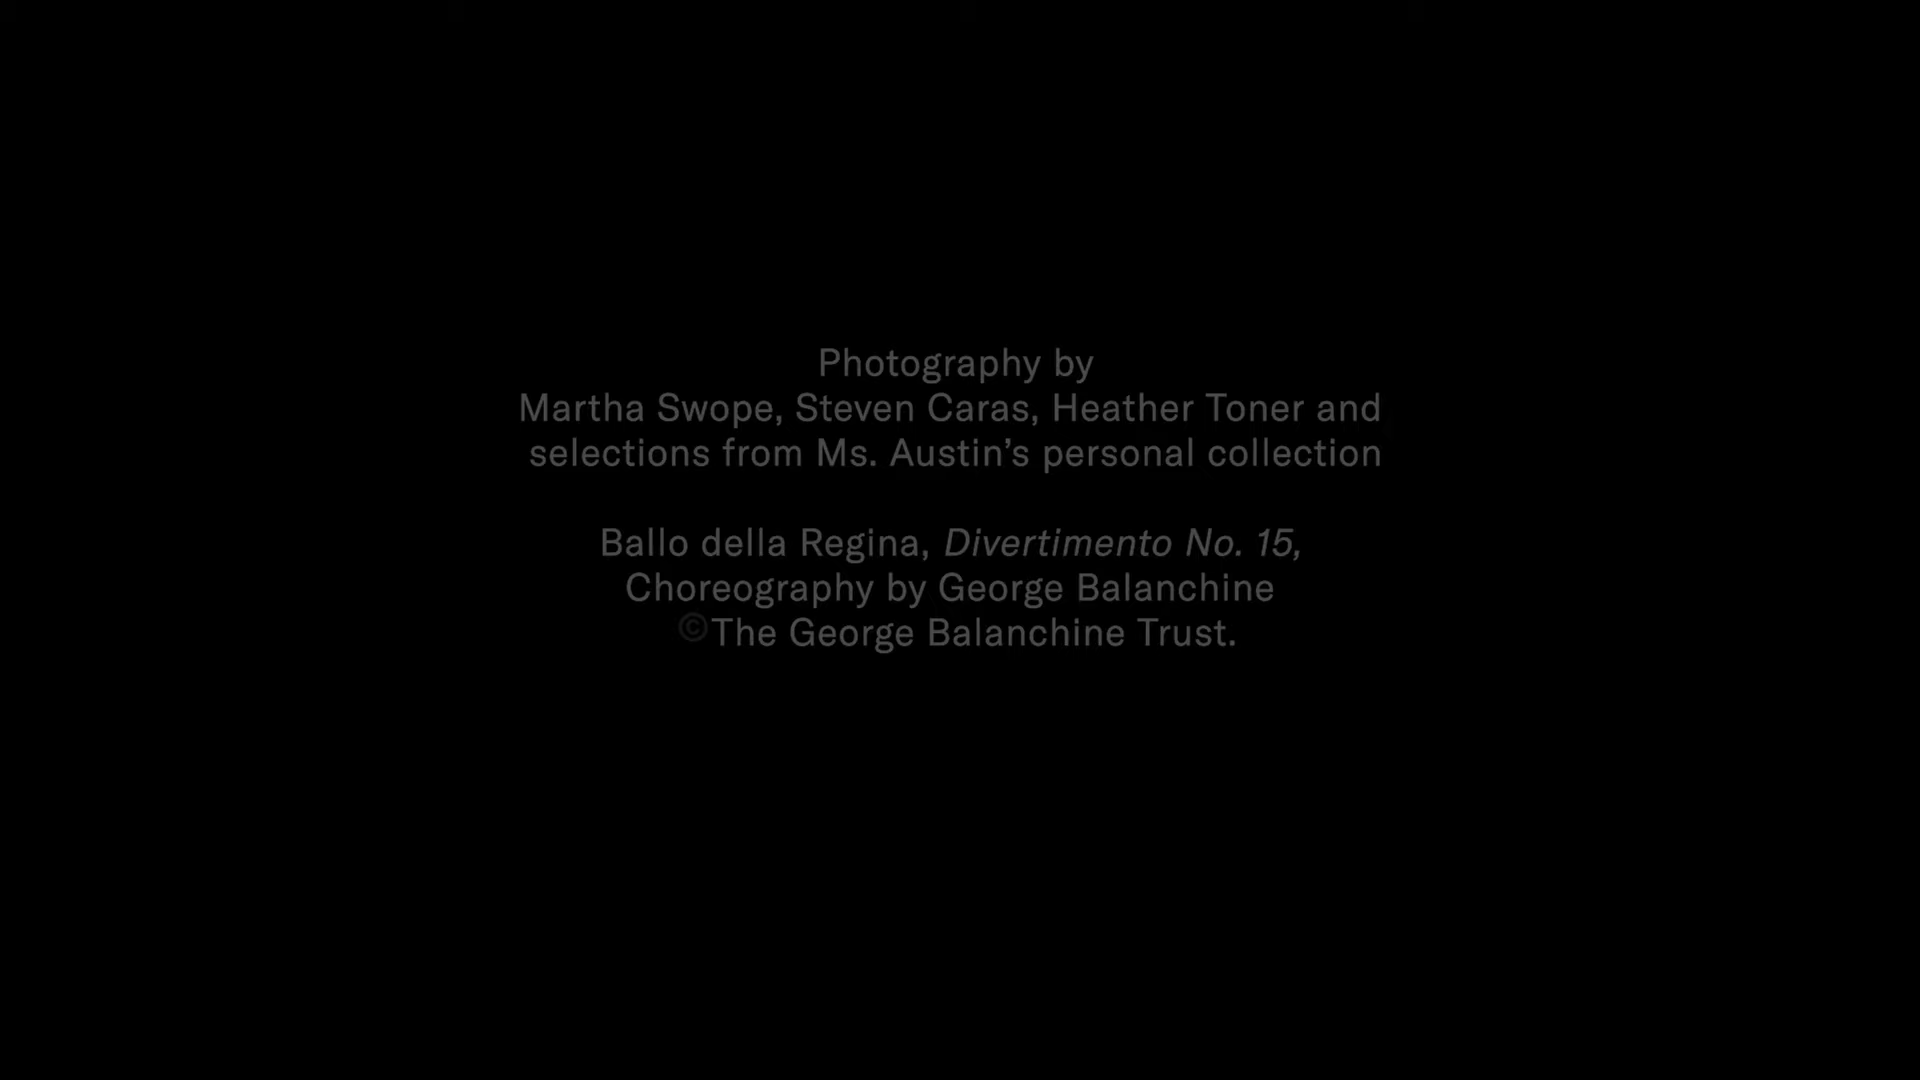 Photography by
Martha Swope, Steven Caras, Heather Toner and
selections from Ms. Austin’s personal collection
Ballo della Regina, Divertimento No. 15,
Choreography by George Balanchine
©The George Balanchine Trust.